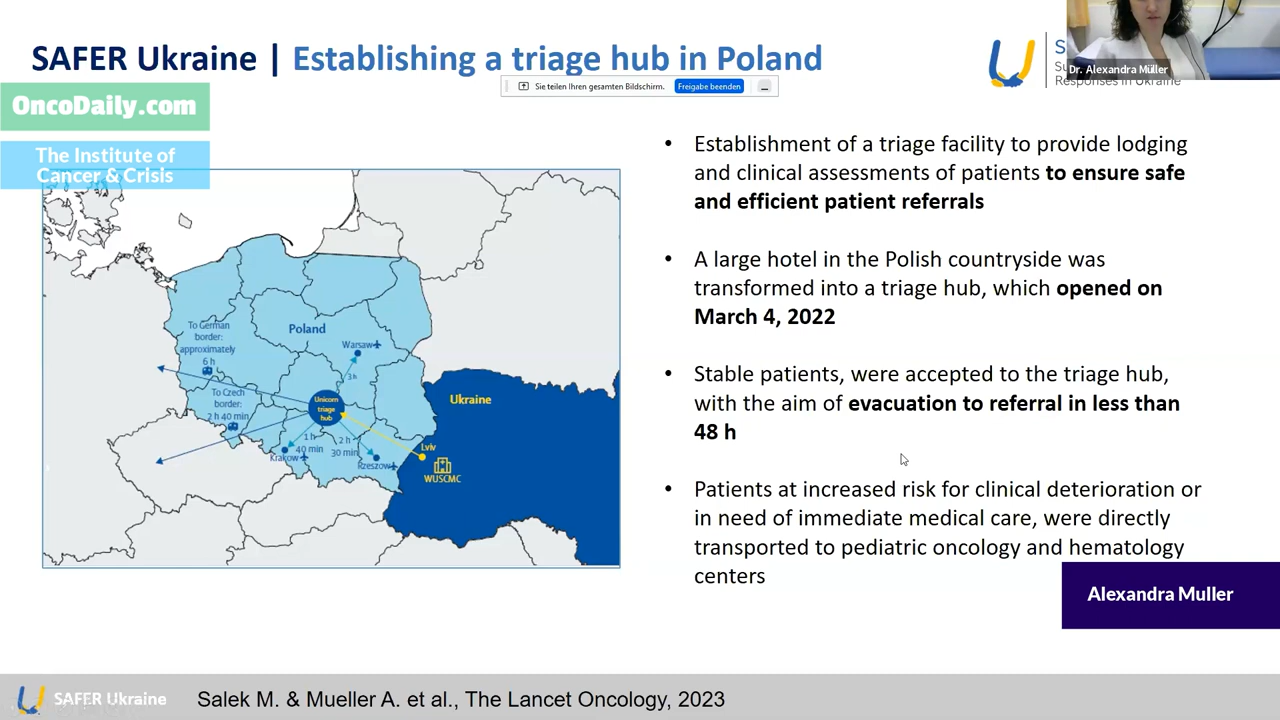 SAFER Ukraine | Establishing a triage hub in Poland
Dr. Alexandra Müller
Responses in Ukraine
Sie teilen Ihren gesamten Bildschirm.
Freigabe beenden
OncoDaily.com
The Institute of
Cancer & Crisis
• Establishment of a triage facility to provide lodging
and clinical assessments of patients to ensure safe
and efficient patient referrals
• A large hotel in the Polish countryside was
transformed into a triage hub, which opened on
March 4, 2022
• Stable patients, were accepted to the triage hub,
with the aim of evacuation to referral in less than
48 h
• Patients at increased risk for clinical deterioration or
in need of immediate medical care, were directly
transported to pediatric oncology and hematology
centers
To German
border:
approximately
6 h
Poland
Warsaw
3 h
To Czech
border:
2 h 40 min
Unicorn
triage
hub
Ukraine
1 h
40 min
2 h
30 min
Krakow
Rzeszow
Lviv
WUSCMC
Alexandra Muller
SAFER Ukraine
Salek M. & Mueller A. et al., The Lancet Oncology, 2023